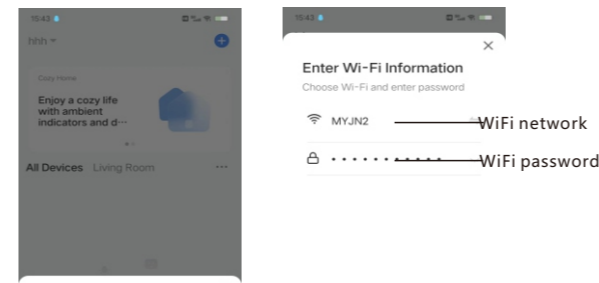 15:43
hhh
Cozy Home
Enjoy a cozy life
with ambient
indicators and d···
All Devices Living Room ···
15:43
Enter Wi-Fi Information
Choose Wi-Fi and enter password
MYJN2
WiFi network
WiFi password